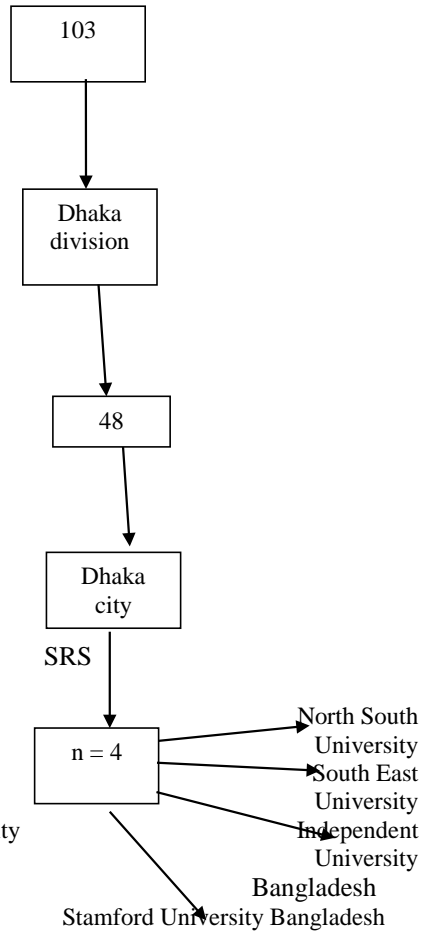 103
Dhaka
division
48
Dhaka
city
SRS
n = 4
North South
University
South East
University
Independent
University
Bangladesh
Stamford University Bangladesh